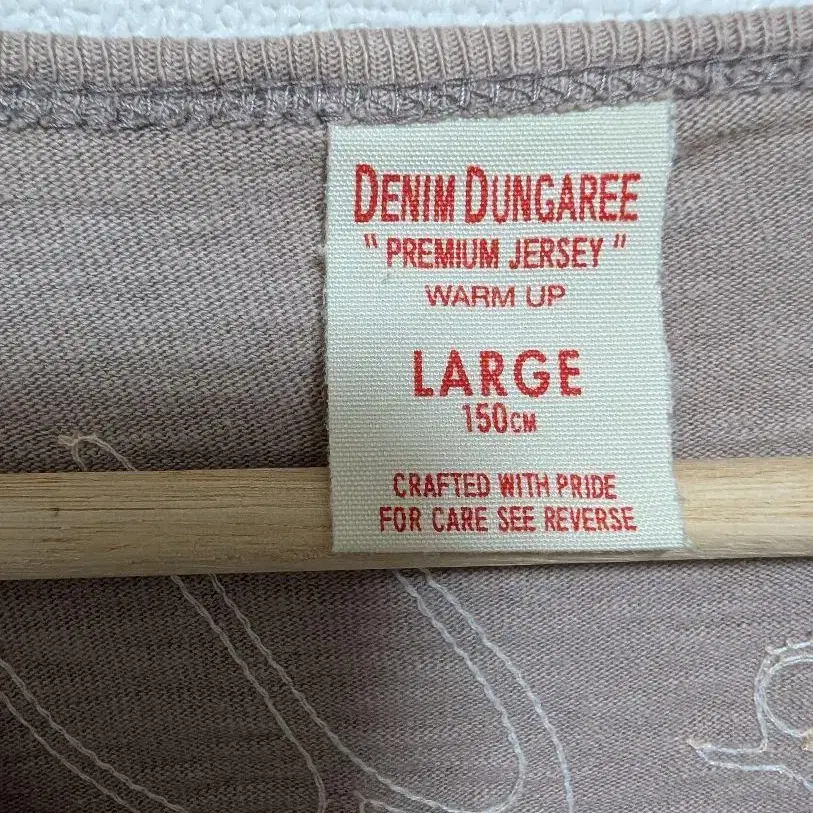 DENIM DUNGAREE
" PREMIUM JERSEY "
WARM UP
LARGE
150CM
CRAFTED WITH PRIDE
FOR CARE SEE REVERSE